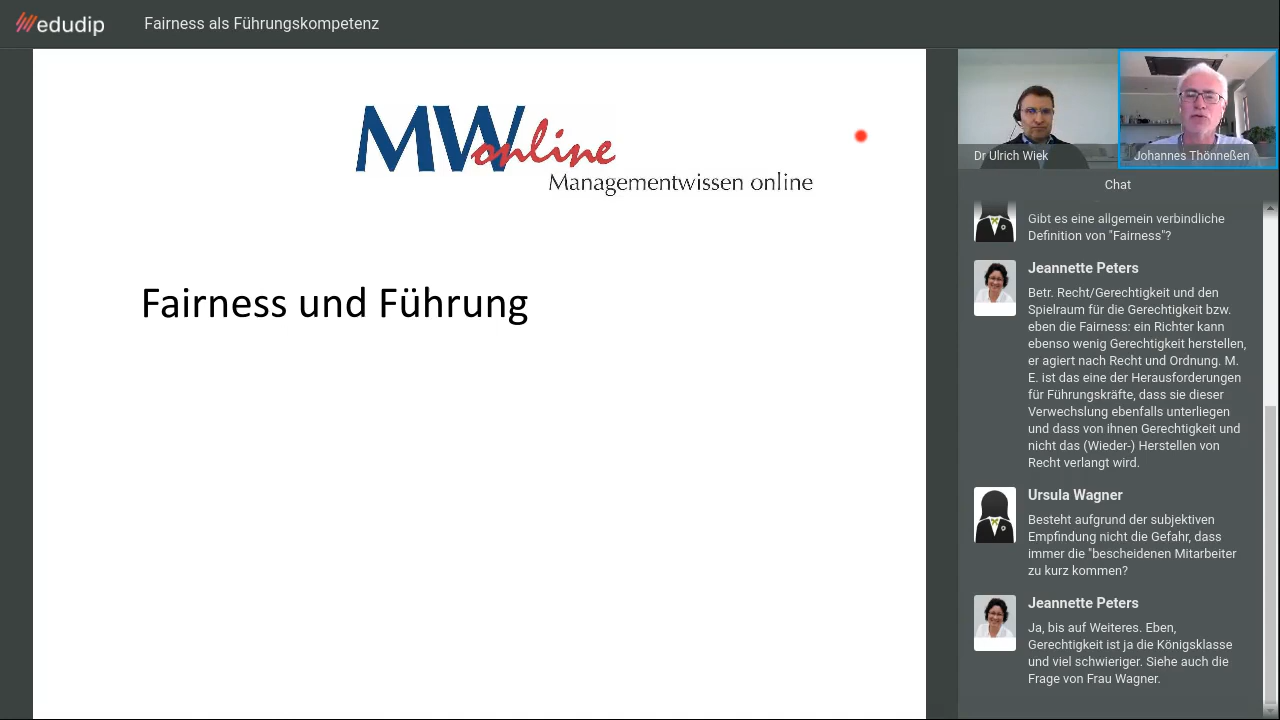 edudip
Fairness als Führungskompetenz
MWonline
Managementwissen online
Fairness und Führung
Dr Ulrich Wiek
Johannes Thönneßen
Chat
Gibt es eine allgemein verbindliche
Definition von "Fairness"?
Jeannette Peters
Betr. Recht/Gerechtigkeit und den
Spielraum für die Gerechtigkeit bzw.
eben die Fairness: ein Richter kann
ebenso wenig Gerechtigkeit herstellen,
er agiert nach Recht und Ordnung. M.
E. ist das eine der Herausforderungen
für Führungskräfte, dass sie dieser
Verwechslung ebenfalls unterliegen
und dass von ihnen Gerechtigkeit und
nicht das (Wieder-) Herstellen von
Recht verlangt wird.
Ursula Wagner
Besteht aufgrund der subjektiven
Empfindung nicht die Gefahr, dass
immer die "bescheidenen Mitarbeiter
zu kurz kommen?
Jeannette Peters
Ja, bis auf Weiteres. Eben,
Gerechtigkeit ist ja die Königsklasse
und viel schwieriger. Siehe auch die
Frage von Frau Wagner.